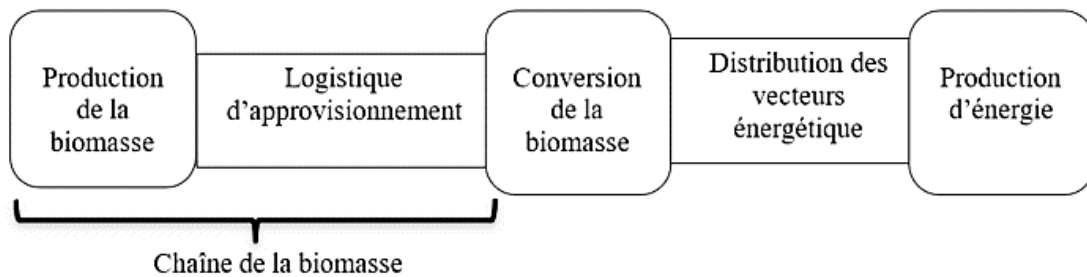 Production
de la
biomasse
Logistique
d'approvisionnement
Conversion
de la
biomasse
Distribution des
vecteurs
énergétique
Production
d'énergie
Chaîne de la biomasse